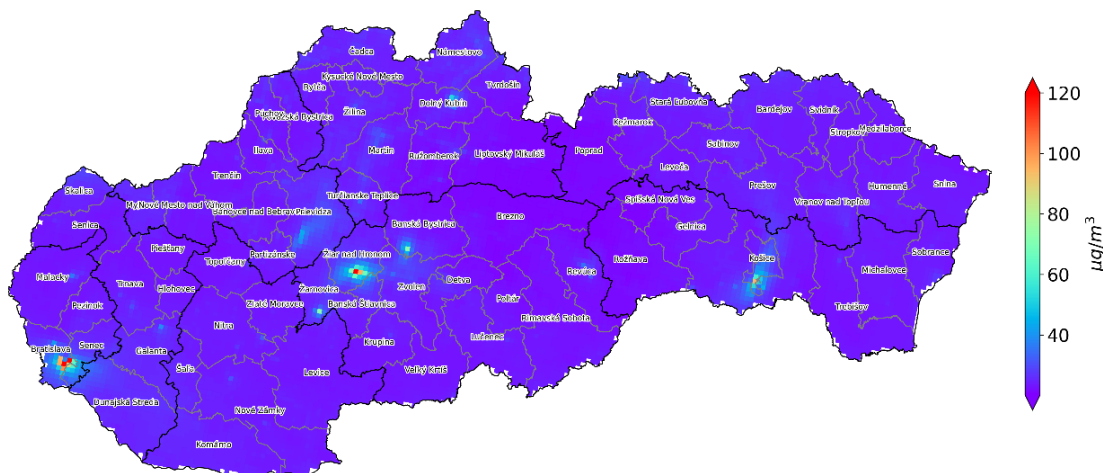 Čadca
Námestovo
Kysucké Nové Mesto
Tvrdošín
Bytča
Dolný Kubín
Stará Ľubovňa
Bardejov
Svidník
Púchov
Považská Bystrica
Žilina
Kežmarok
Stropkov
Medzilaborce
Ilava
Martin
Ružomberok
Liptovský Mikuláš
Poprad
Sabinov
Levoča
Trenčín
Skalica
Turčianske Teplice
Prešov
Humenné
Snina
Nové Mesto nad Váhom
Bánovce nad Bebrav
Prievidza
Spišská Nová Ves
Vranov nad Topľou
Senica
Banská Bystrica
Brezno
Gelnica
Piešťany
Topoľčany
Partizánske
Žiar nad Hronom
Rožňava
Košice
Sobrance
Malacky
Trnava
Hlohovec
Zvolen
Detva
Revúca
Michalovce
Pezinok
Zlaté Moravce
Žarnovica
Banská Štiavnica
Poltár
Rimavská Sobota
Trebišov
Nitra
Bratislava
Senec
Galanta
Krupina
Lučenec
Šaľa
Levice
Veľký Krtíš
Dunajská Streda
Nové Zámky
Komárno
120
100
80
60
40
μg/m³